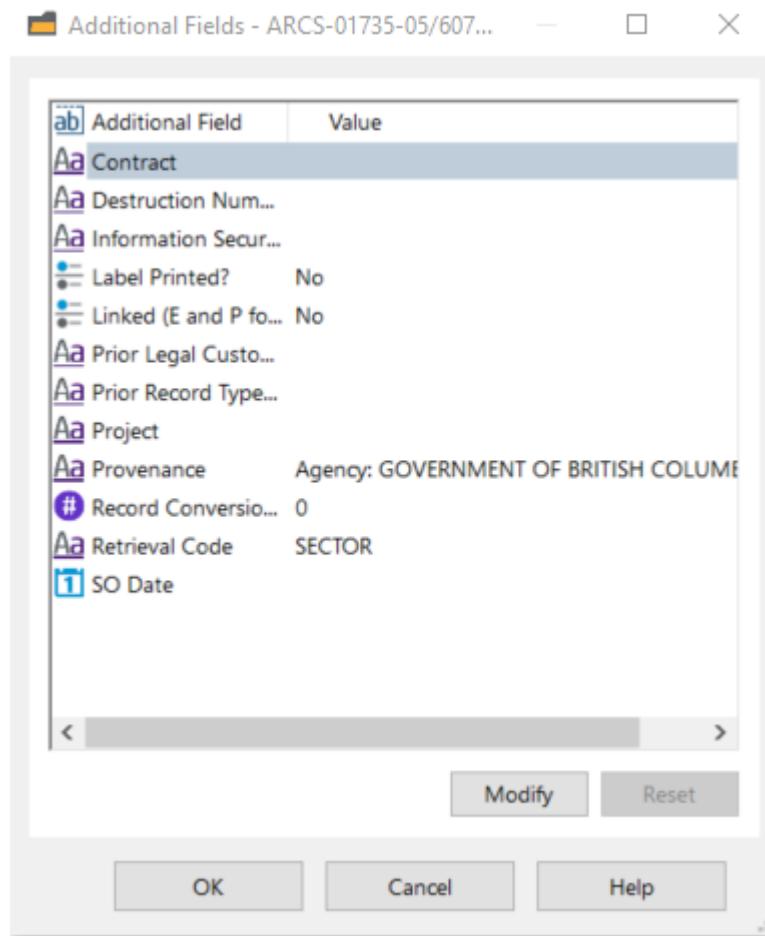 Additional Fields - ARCS-01735-05/607...
Additional Field Value
Contract
Destruction Num...
Information Secur...
Label Printed? No
Linked (E and P fo... No
Prior Legal Custo...
Prior Record Type...
Project
Provenance Agency: GOVERNMENT OF BRITISH COLUMB
Record Conversio... 0
Retrieval Code SECTOR
SO Date
Modify Reset
OK Cancel Help